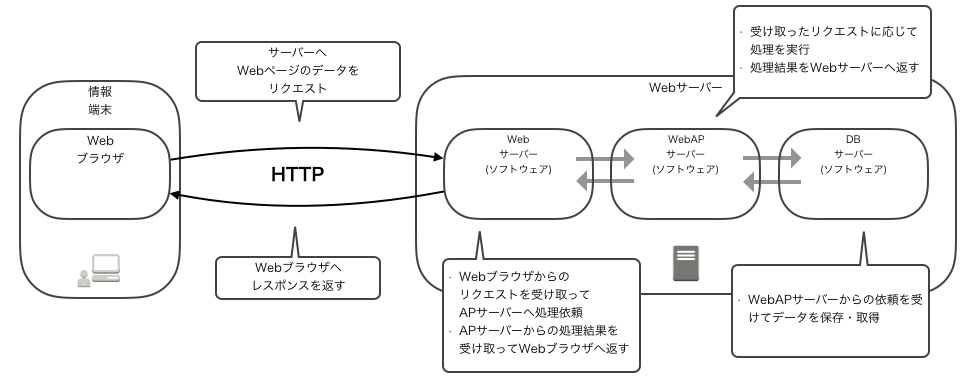 ・ 受け取ったリクエストに応じて
処理を実行
・ 処理結果をWebサーバーへ返す
サーバーへ
Webページのデータを
リクエスト
情報
端末
Webサーバー
Web
ブラウザ
HTTP
Web
サーバー
(ソフトウェア)
WebAP
サーバー
(ソフトウェア)
DB
サーバー
(ソフトウェア)
Webブラウザへ
レスポンスを返す
・ Webブラウザからの
リクエストを受け取って
APサーバーへ処理依頼
・ APサーバーからの処理結果を
受け取ってWebブラウザへ返す
・ WebAPサーバーからの依頼を受
けてデータを保存・取得